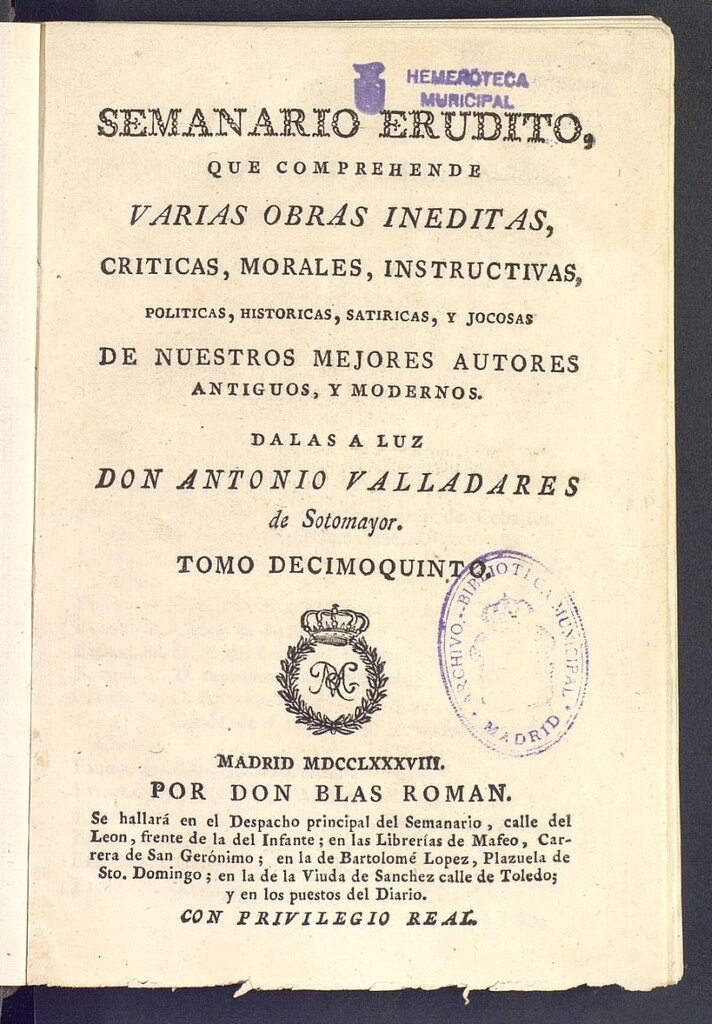 HEMEROTECA
MUNICIPAL
SEMANARIO ERUDITO,
QUE COMPREHENDE
VARIAS OBRAS INEDITAS,
CRITICAS, MORALES, INSTRUCTIVAS,
POLITICAS, HISTORICAS, SATIRICAS, Y JOCOSAS
DE NUESTROS MEJORES AUTORES
ANTIGUOS, Y MODERNOS.
DALAS A LUZ
DON ANTONIO VALLADARES
de Sotomayor.
TOMO DECIMOQUINTO.
ARCHIVO.-BIBLIOTECA MUNICIPAL
MADRID
MADRID MDCCLXXXVIII.
POR DON BLAS ROMAN.
Se hallará en el Despacho principal del Semanario, calle del
Leon, frente de la del Infante; en las Librerías de Mafeo, Car-
rera de San Gerónimo; en la de Bartolomé Lopez, Plazuela de
Sto. Domingo; en la de la Viuda de Sanchez calle de Toledo;
y en los puestos del Diario.
CON PRIVILEGIO REAL.